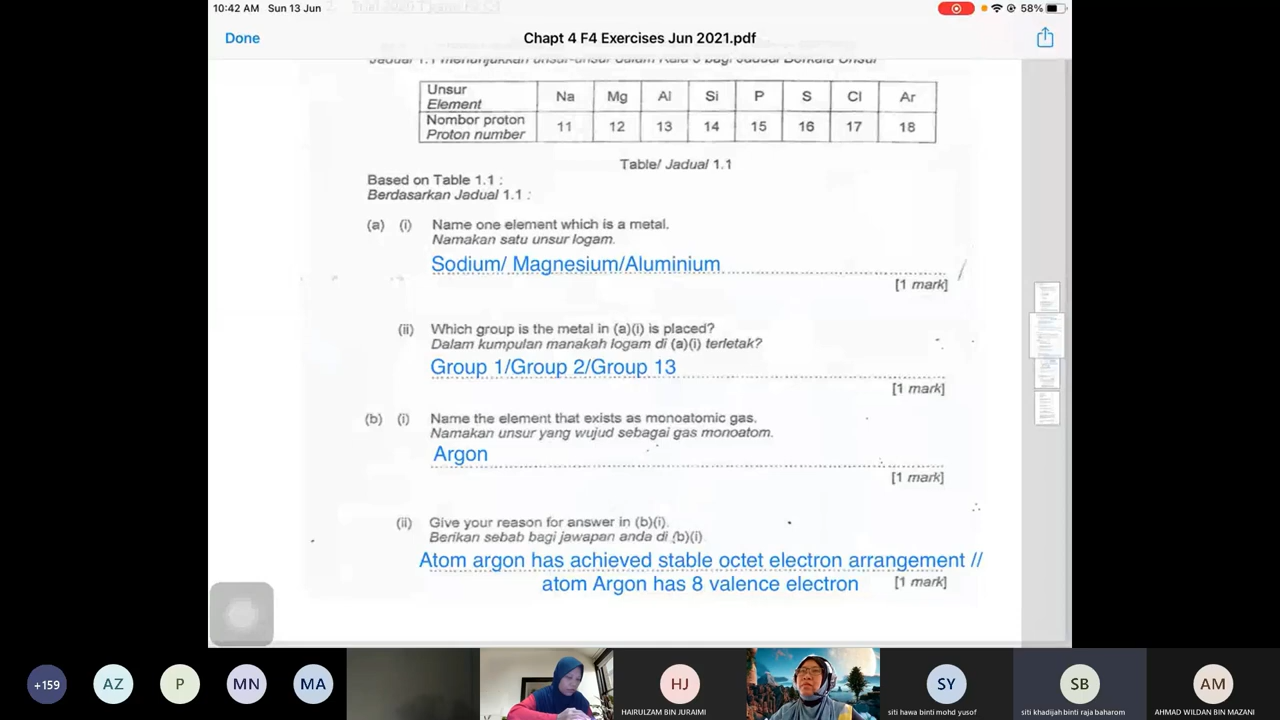 10:42 AM Sun 13 Jun
58%
Done
Chapt 4 F4 Exercises Jun 2021.pdf
Unsur Na Mg Al Si P S Cl Ar
Element
Nombor proton 11 12 13 14 15 16 17 18
Proton number
Table/ Jadual 1.1
Based on Table 1.1 :
Berdasarkan Jadual 1.1 :
(a) (i) Name one element which is a metal.
Namakan satu unsur logam.
Sodium/ Magnesium/Aluminium
[1 mark]
(ii) Which group is the metal in (a)(i) is placed?
Dalam kumpulan manakah logam di (a)(i) terletak?
Group 1/Group 2/Group 13
[1 mark]
(b) (i) Name the element that exists as monoatomic gas.
Namakan unsur yang wujud sebagai gas monoatom.
Argon
[1 mark]
(ii) Give your reason for answer in (b)(i).
Berikan sebab bagi jawapan anda di (b)(i)
Atom argon has achieved stable octet electron arrangement //
atom Argon has 8 valence electron [1 mark]
+159 AZ P MN MA HJ SY SB AM
HAIRULZAM BIN JURAIMI
siti hawa binti mohd yusof
siti khadijah binti raja baharom
AHMAD WILDAN BIN MAZANI